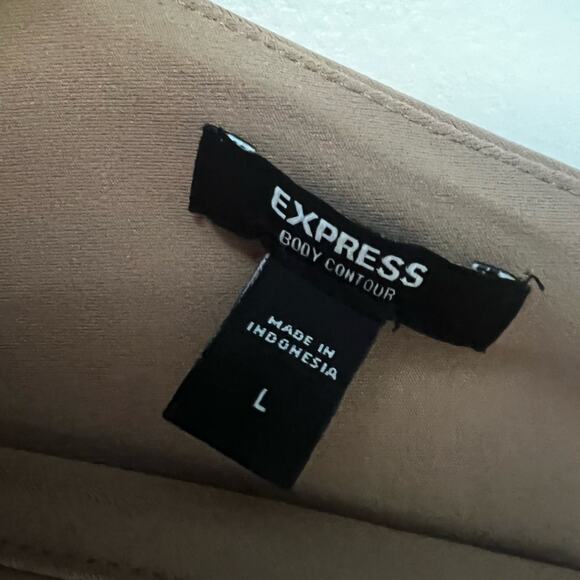 EXPRESS
BODY CONTOUR
MADE IN
INDONESIA
L